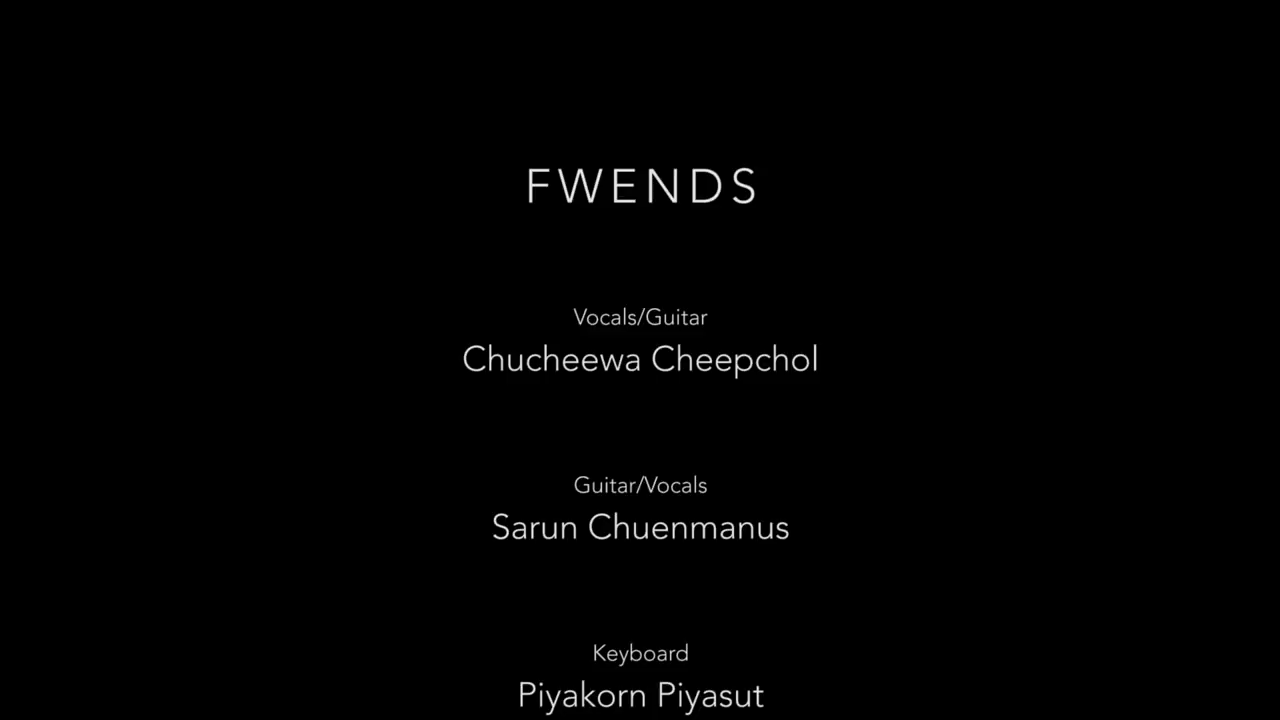 FWENDS
Vocals/Guitar
Chucheewa Cheepchol
Guitar/Vocals
Sarun Chuenmanus
Keyboard
Piyakorn Piyasut